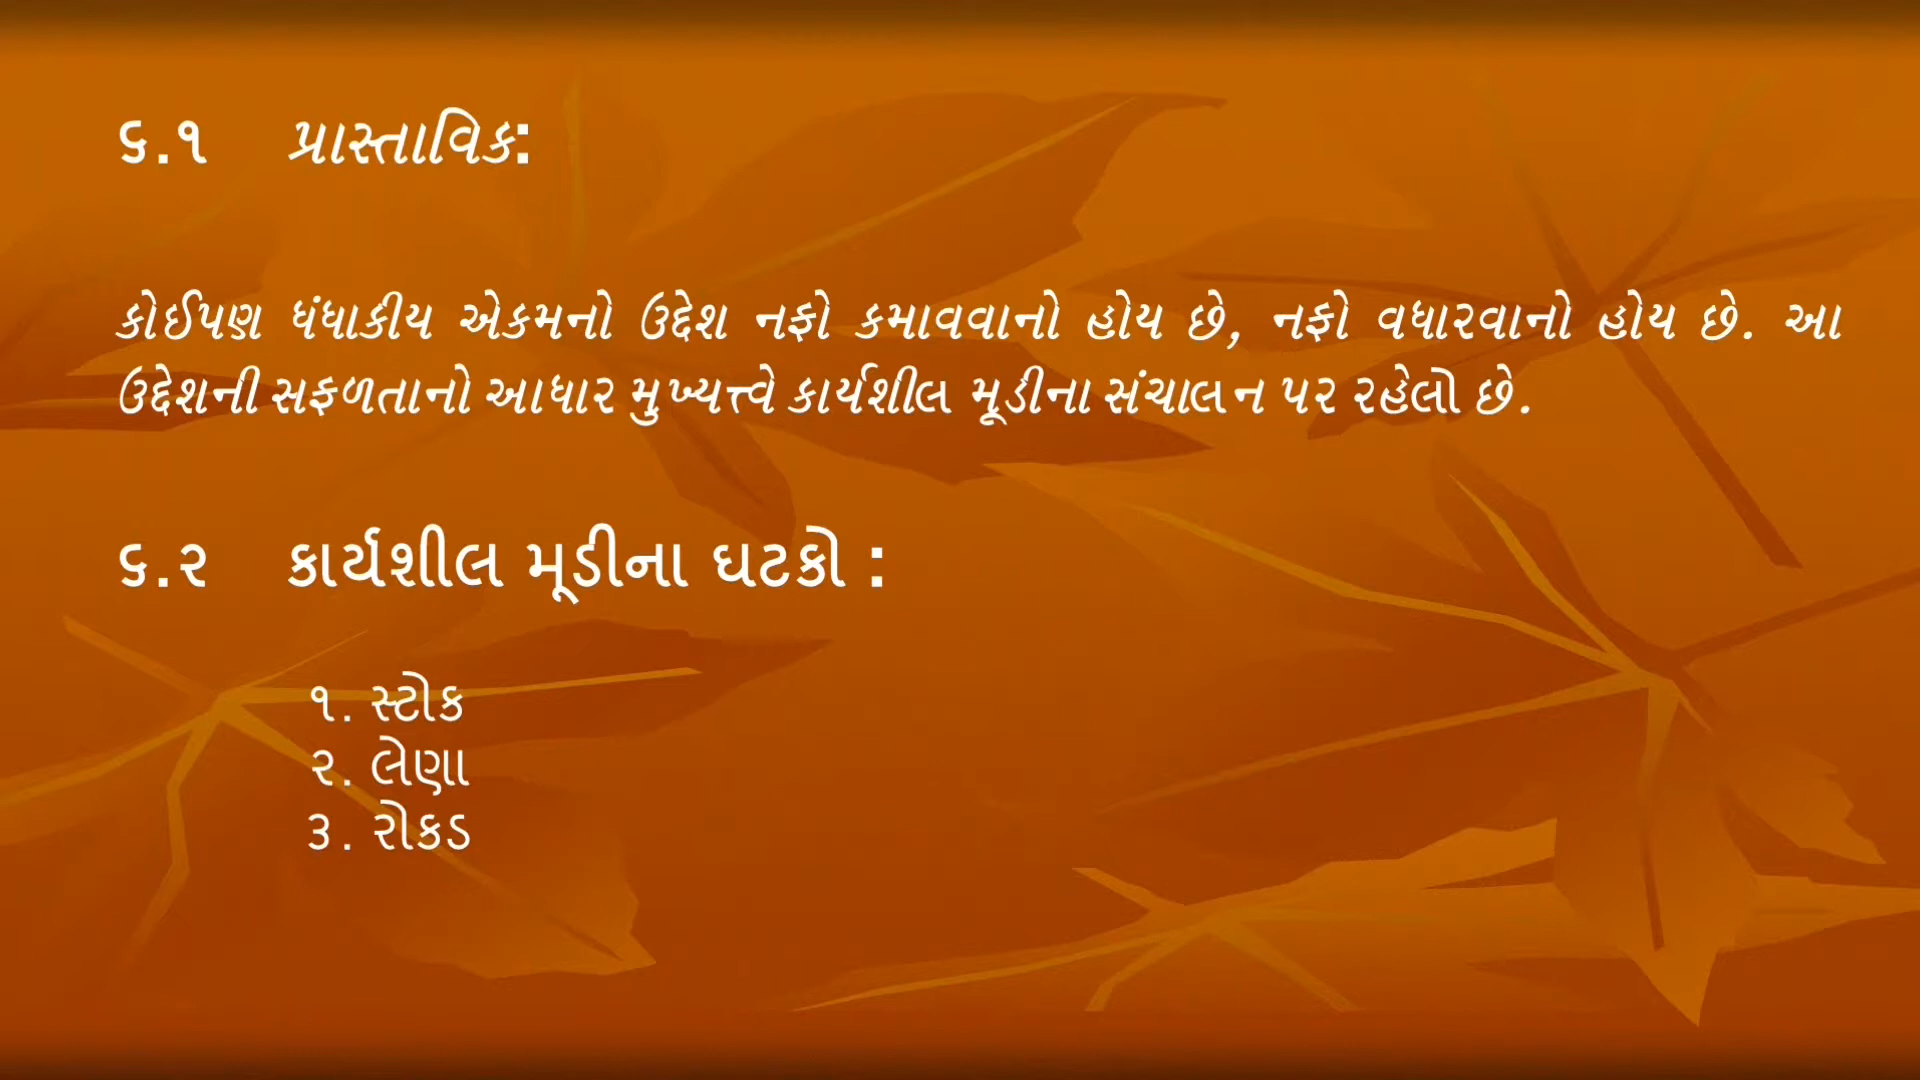 ૬.૧ પ્રાસ્તાવિક:
કોઈપણ ધંધાકીય એકમનો ઉદ્દેશ નફો કમાવવાનો હોય છે, નફો વધારવાનો હોય છે. આ
ઉદ્દેશની સફળતાનો આધાર મુખ્યત્ત્વે કાર્યશીલ મૂડીના સંચાલન પર રહેલો છે.
૬.૨ કાર્યશીલ મૂડીના ઘટકો :
૧. સ્ટોક
૨. લેણા
૩. રોકડ